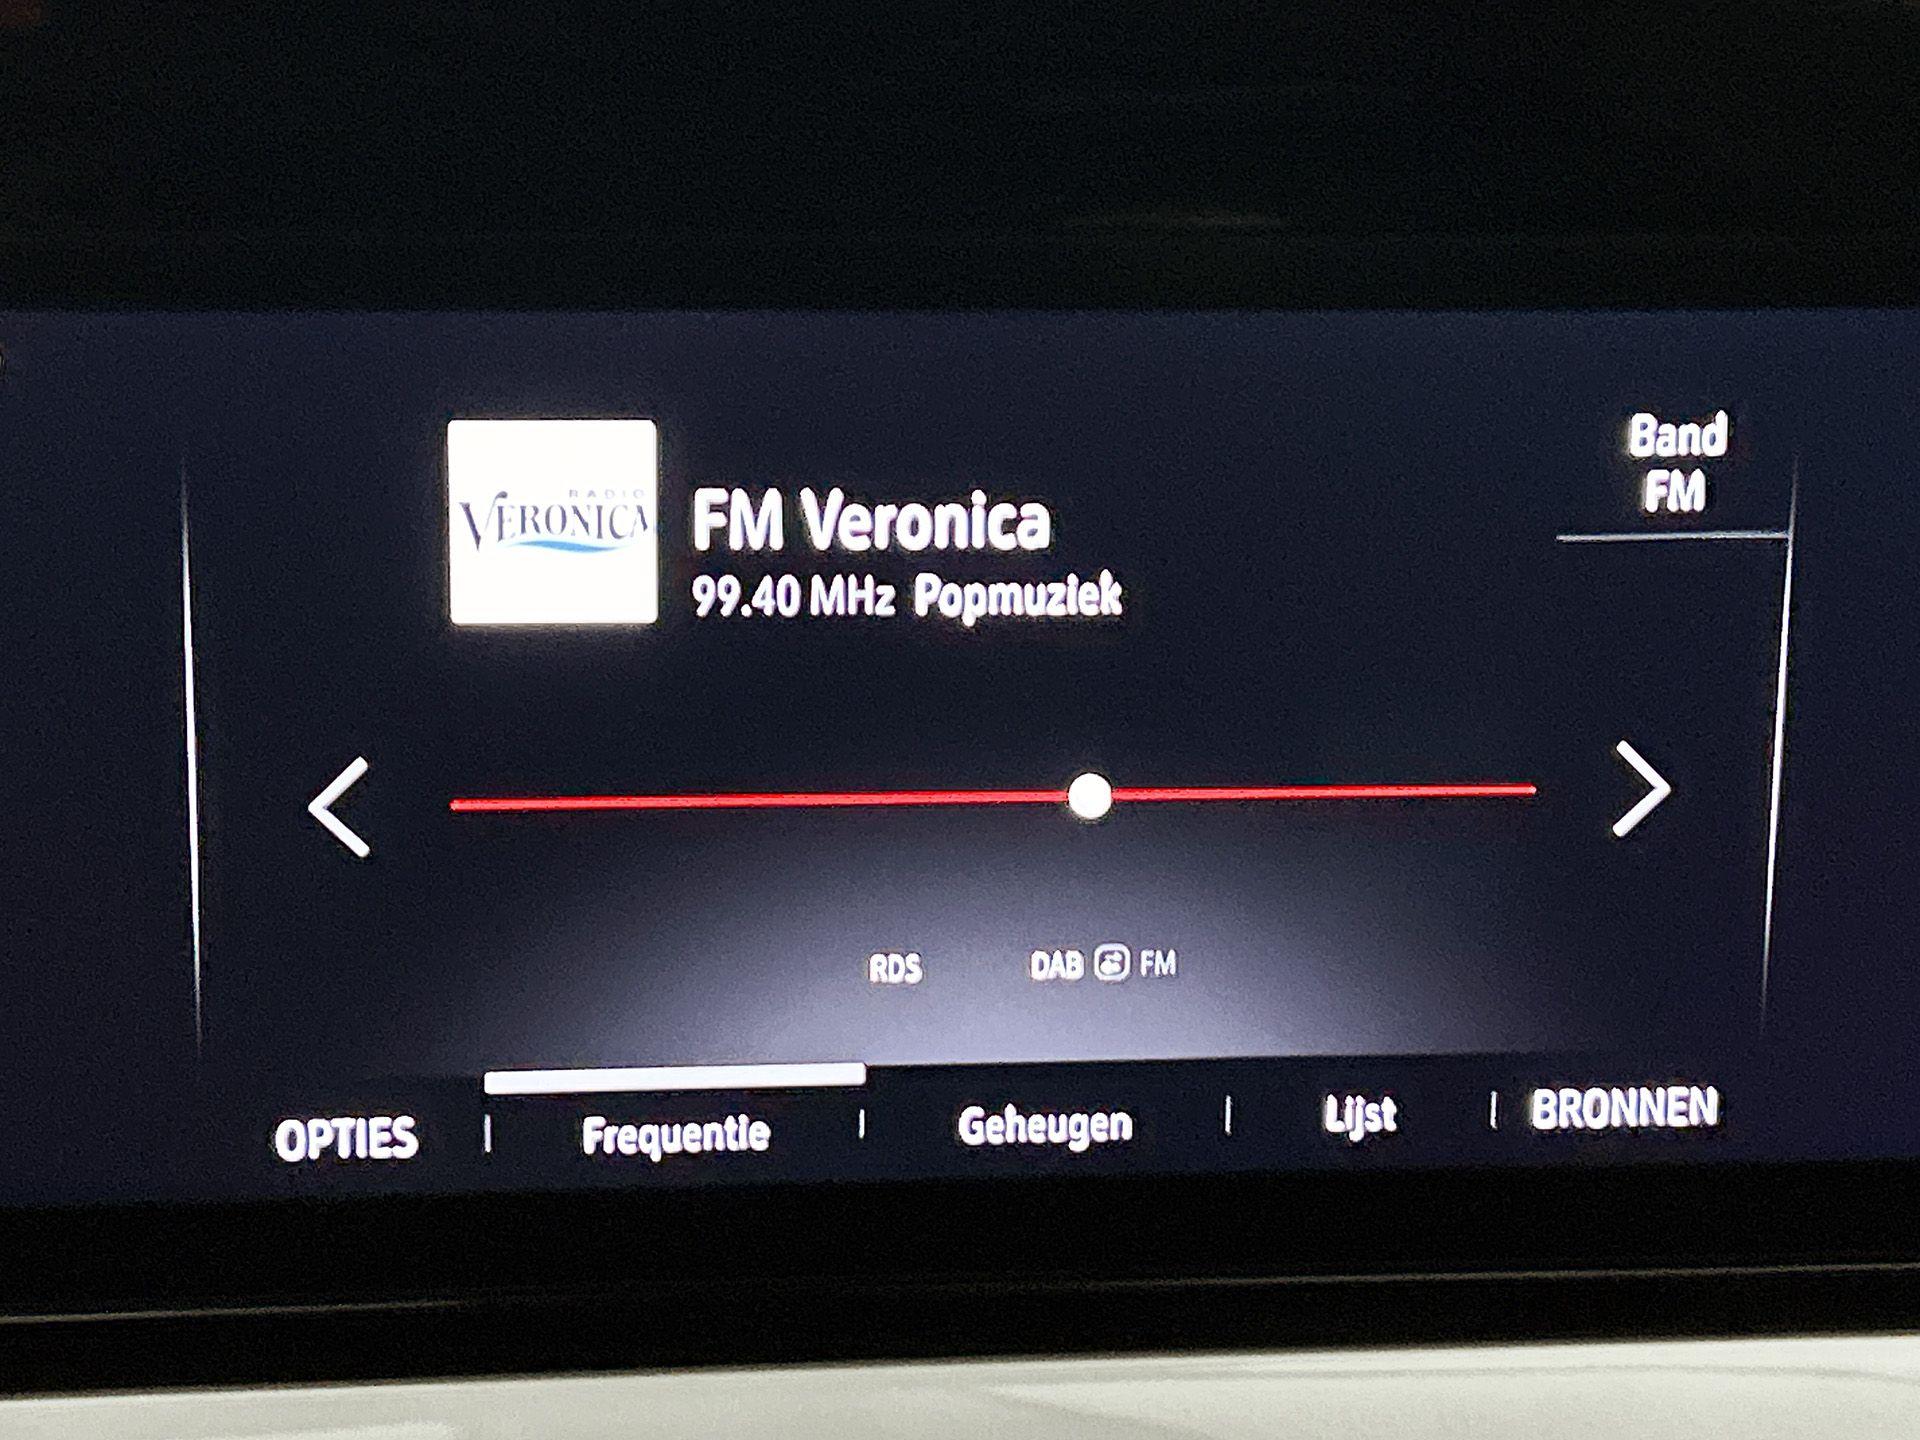 Band
FM
RADIO
VERONICA
FM Veronica
99.40 MHz Popmuziek
RDS DAB FM
OPTIES Frequentie Geheugen Lijst BRONNEN